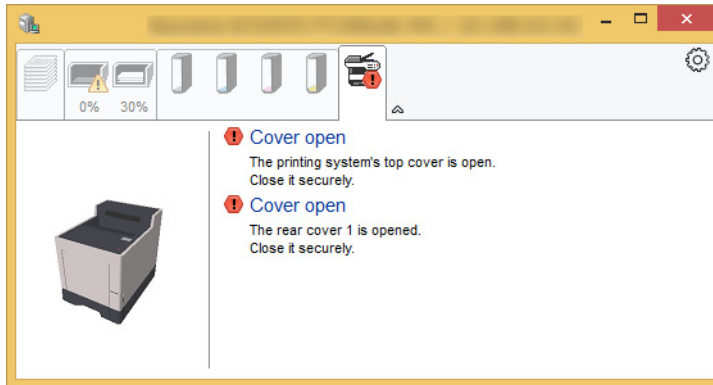 0% 30%
Cover open
The printing system's top cover is open.
Close it securely.
Cover open
The rear cover 1 is opened.
Close it securely.